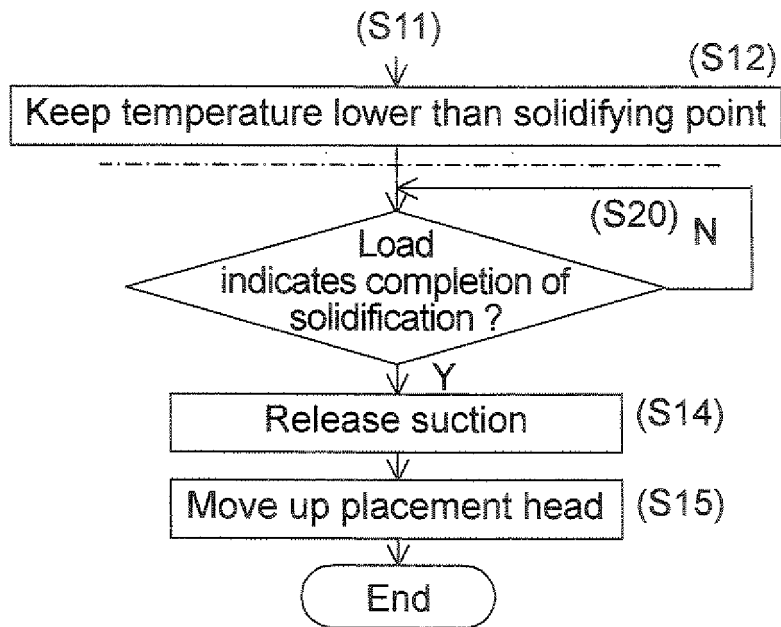 (S11)
(S12)
Keep temperature lower than solidifying point
(S20)
N
Load
indicates completion of
solidification ?
Y
Release suction
(S14)
Move up placement head
(S15)
End